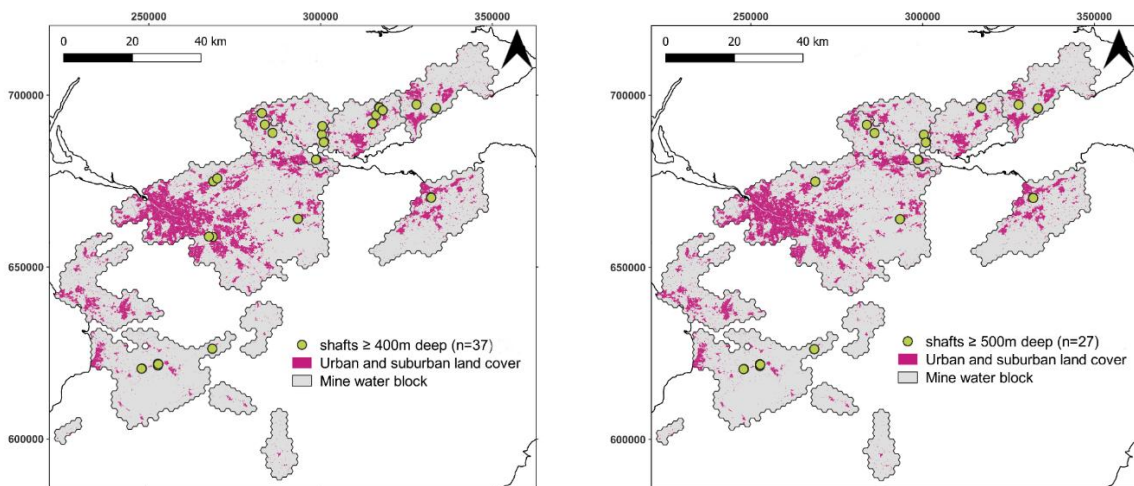 250000 300000 350000
0 20 40 km
700000
650000
600000
shafts ≥ 400m deep (n=37)
Urban and suburban land cover
Mine water block
250000 300000 350000
0 20 40 km
700000
650000
600000
shafts ≥ 500m deep (n=27)
Urban and suburban land cover
Mine water block